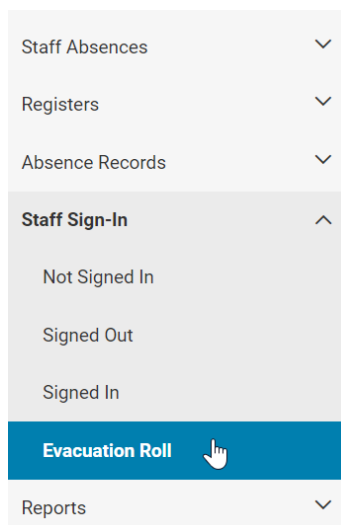 Staff Absences
Registers
Absence Records
Staff Sign-In
Not Signed In
Signed Out
Signed In
Evacuation Roll
Reports